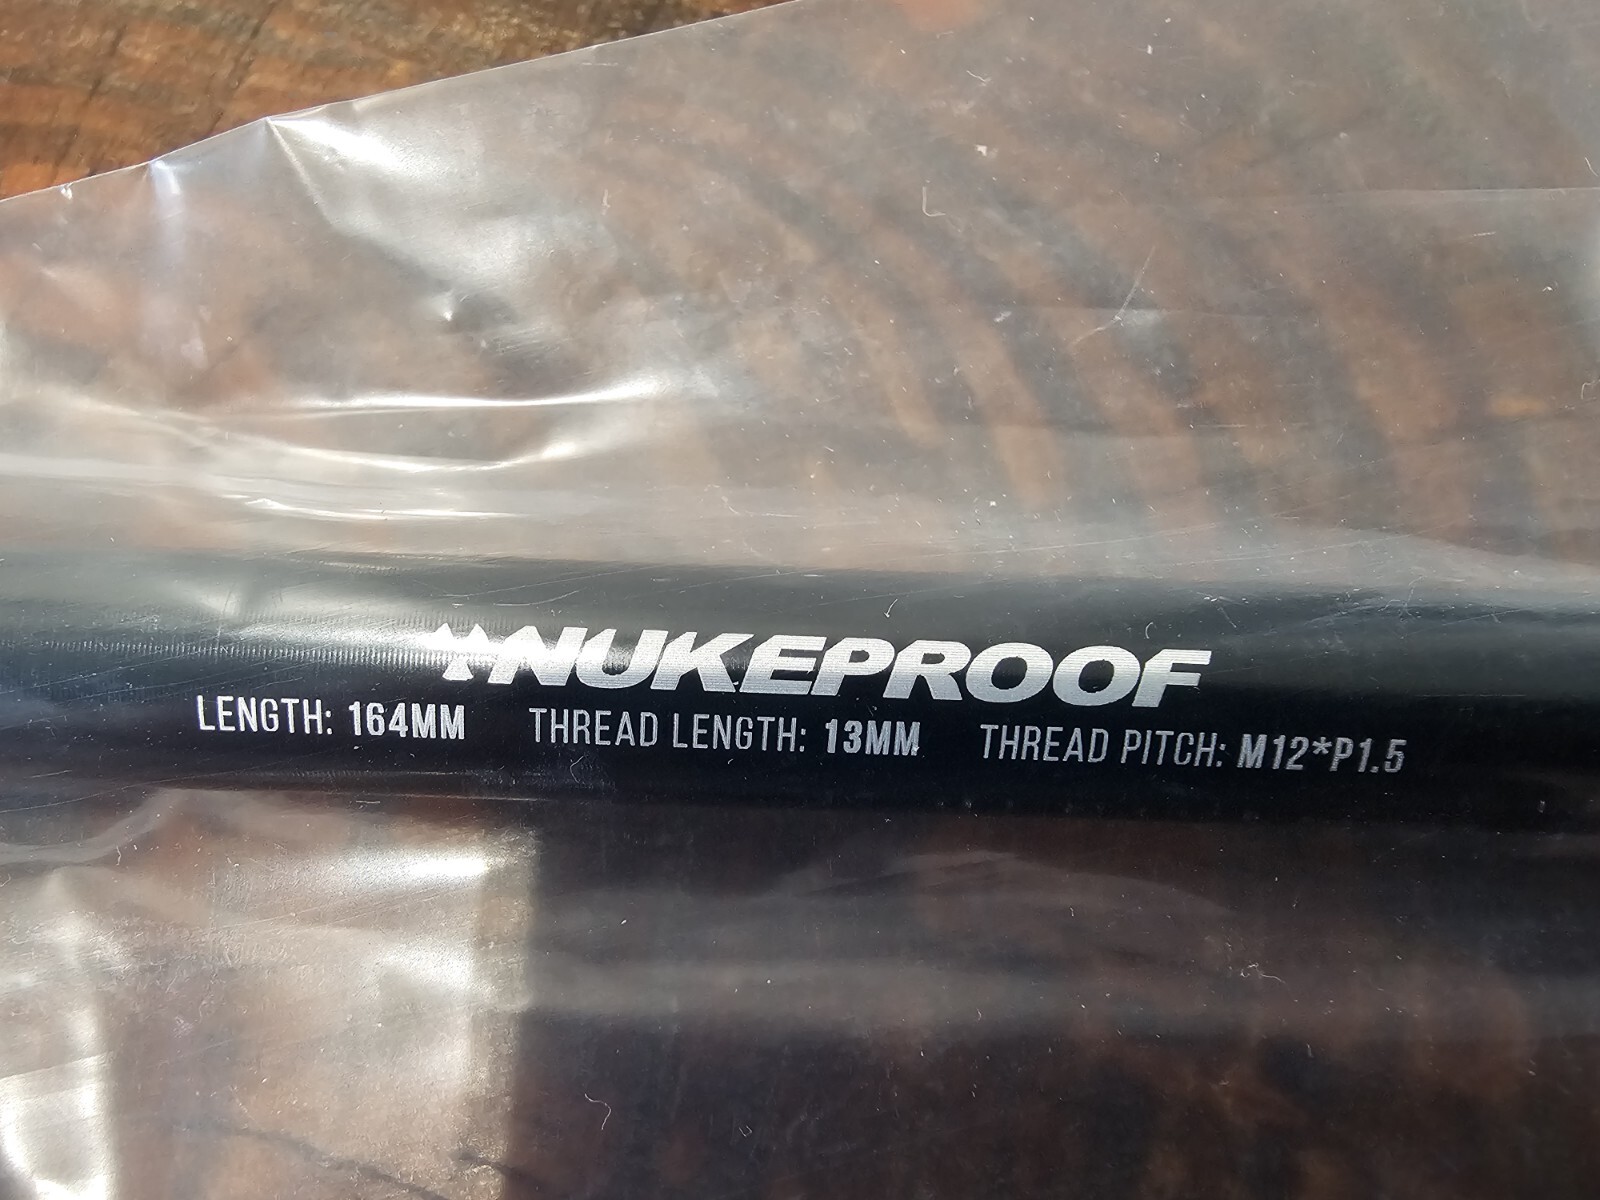 NUKEPROOF
LENGTH: 164MM THREAD LENGTH: 13MM THREAD PITCH: M12*P1.5